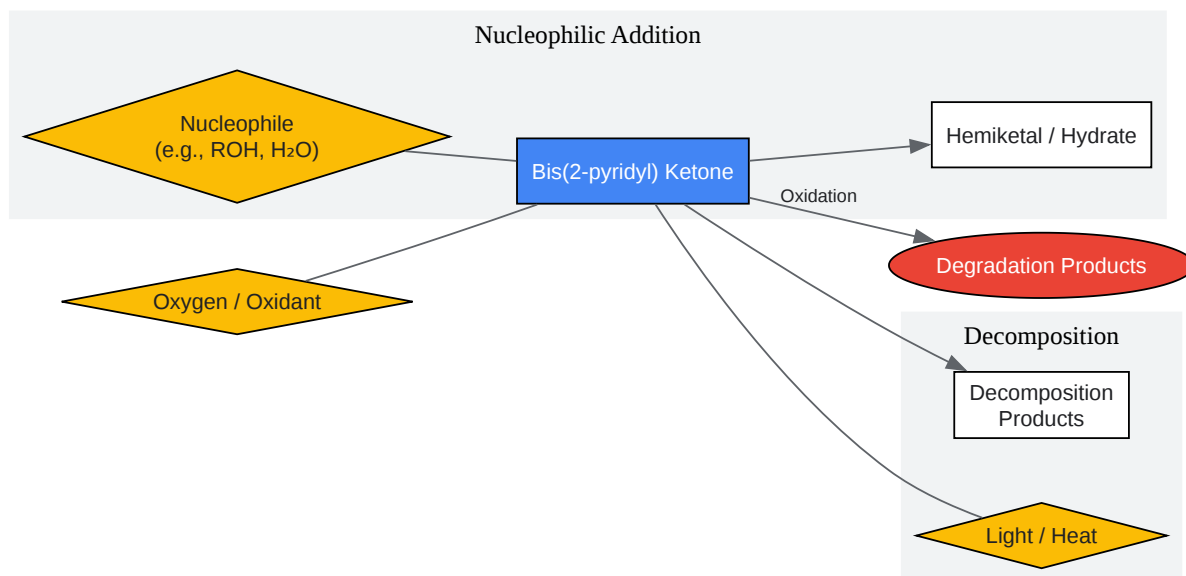 Nucleophilic Addition
Nucleophile
(e.g., ROH, H₂O)
Bis(2-pyridyl) Ketone
Hemiketal / Hydrate
Oxidation
Degradation Products
Oxygen / Oxidant
Decomposition
Decomposition
Products
Light / Heat